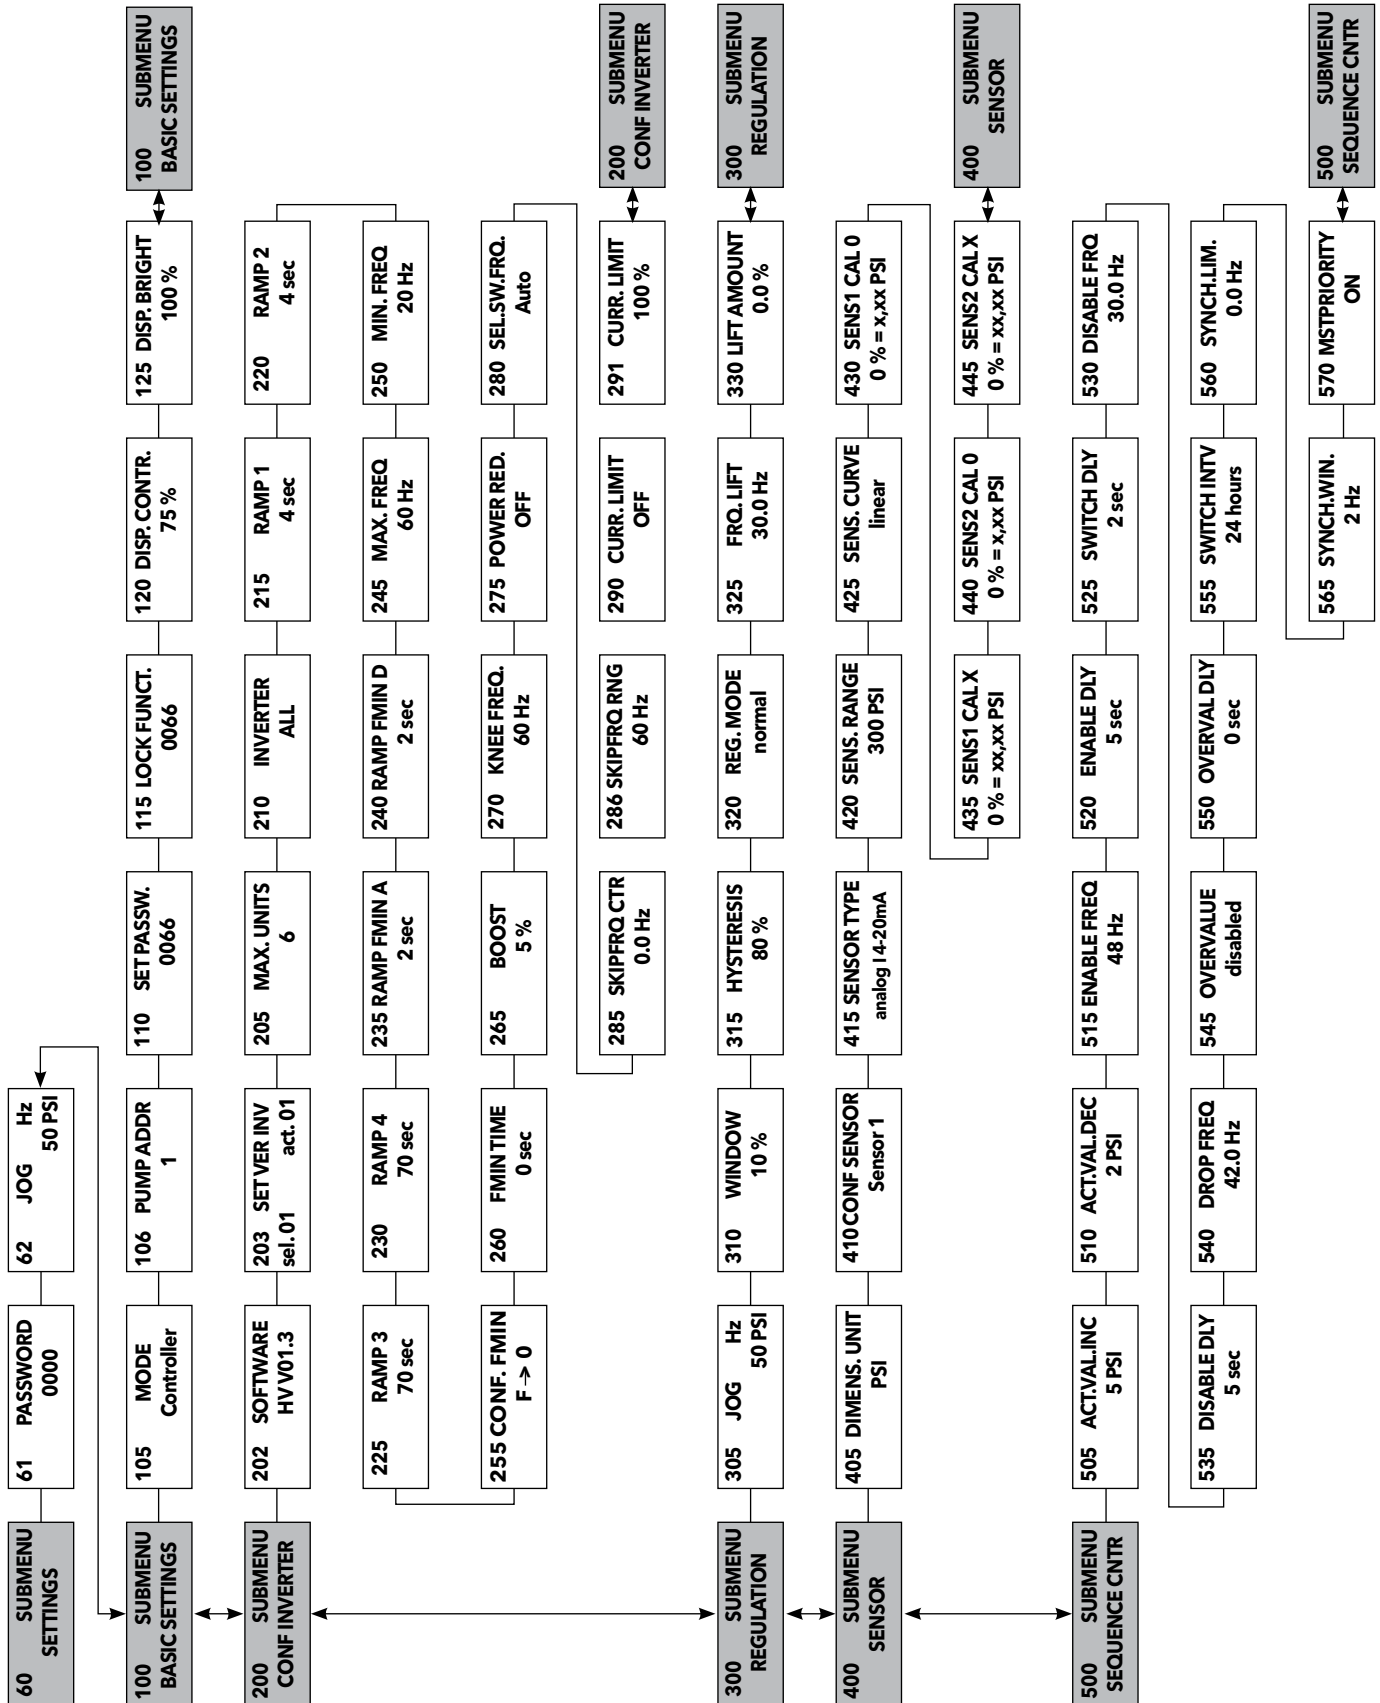 60 SUBMENU
SETTINGS
61 PASSWORD
0000
62 JOG Hz
50 PSI
100 SUBMENU
BASIC SETTINGS
105 MODE
Controller
106 PUMP ADDR
1
110 SET PASSW.
0066
115 LOCK FUNCT.
0066
120 DISP. CONTR.
75 %
125 DISP. BRIGHT
100 %
100 SUBMENU
BASIC SETTINGS
200 SUBMENU
CONF INVERTER
202 SOFTWARE
HV V01.3
203 SET VER INV
sel. 01 act. 01
205 MAX. UNITS
6
210 INVERTER
ALL
215 RAMP 1
4 sec
220 RAMP 2
4 sec
225 RAMP 3
70 sec
230 RAMP 4
70 sec
235 RAMP FMIN A
2 sec
240 RAMP FMIN D
2 sec
245 MAX. FREQ
60 Hz
250 MIN. FREQ
20 Hz
255 CONF. FMIN
F -> 0
260 FMIN TIME
0 sec
265 BOOST
5 %
270 KNEE FREQ.
60 Hz
275 POWER RED.
OFF
280 SEL.SW.FRQ.
Auto
285 SKIPFRQ CTR
0.0 Hz
286 SKIPFRQ RNG
60 Hz
290 CURR. LIMIT
OFF
291 CURR. LIMIT
100 %
200 SUBMENU
CONF INVERTER
300 SUBMENU
REGULATION
305 JOG Hz
50 PSI
310 WINDOW
10 %
315 HYSTERESIS
80 %
320 REG. MODE
normal
325 FRQ. LIFT
30.0 Hz
330 LIFT AMOUNT
0.0 %
300 SUBMENU
REGULATION
400 SUBMENU
SENSOR
405 DIMENS. UNIT
PSI
410 CONF SENSOR
Sensor 1
415 SENSOR TYPE
analog I 4-20mA
420 SENS. RANGE
300 PSI
425 SENS. CURVE
linear
430 SENS1 CAL 0
0 % = x,xx PSI
435 SENS1 CAL X
0 % = xx,xx PSI
440 SENS2 CAL 0
0 % = x,xx PSI
445 SENS2 CAL X
0 % = xx,xx PSI
400 SUBMENU
SENSOR
500 SUBMENU
SEQUENCE CNTR
505 ACT.VAL.INC
5 PSI
510 ACT.VAL.DEC
2 PSI
515 ENABLE FREQ
48 Hz
520 ENABLE DLY
5 sec
525 SWITCH DLY
2 sec
530 DISABLE FRQ
30.0 Hz
535 DISABLE DLY
5 sec
540 DROP FREQ
42.0 Hz
545 OVERVALUE
disabled
550 OVERVAL DLY
0 sec
555 SWITCH INTV
24 hours
560 SYNCH.LIM.
0.0 Hz
565 SYNCH.WIN.
2 Hz
570 MSTPRIORITY
ON
500 SUBMENU
SEQUENCE CNTR